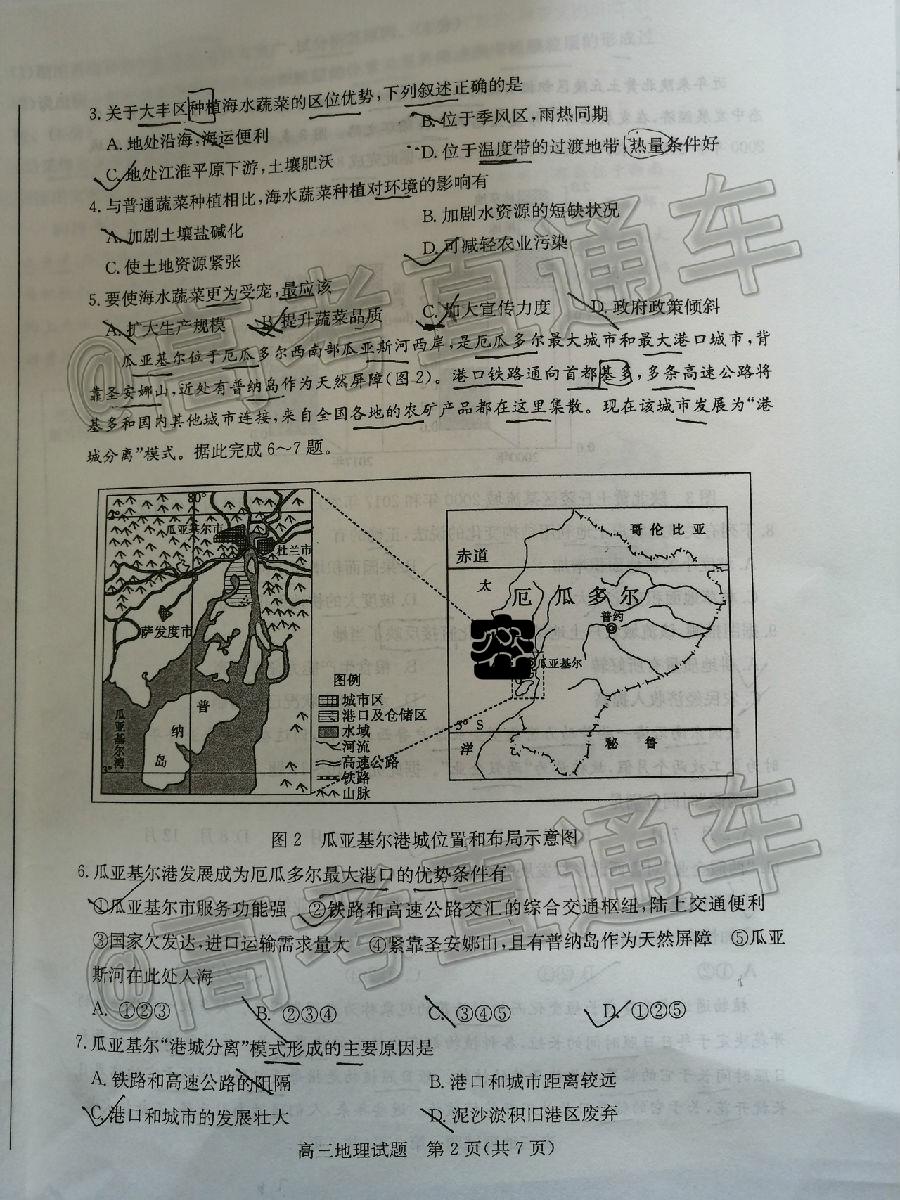 3.关于大丰区种植海水蔬菜的区位优势,下列叙述正确的是
A.地处沿海,海运便利 B.位于季风区,雨热同期
C.地处江淮平原下游,土壤肥沃 D.位于温度带的过渡地带,热量条件好
4.与普通蔬菜种植相比,海水蔬菜种植对环境的影响有
A.加剧土壤盐碱化 B.加剧水资源的短缺状况
C.使土地资源紧张 D.可减轻农业污染
5.要使海水蔬菜更为受宠,最应该
A.扩大生产规模 B.提升蔬菜品质 C.加大宣传力度 D.政府政策倾斜
瓜亚基尔位于厄瓜多尔西南部瓜亚斯河西岸,是厄瓜多尔最大城市和最大港口城市,背
靠圣安娜山,近处有普纳岛作为天然屏障(图2)。港口铁路通向首都基多,多条高速公路将
基多和国内其他城市连接,来自全国各地的农矿产品都在这里集散。现在该城市发展为“港
城分离”模式。据此完成6～7题。
80°
2°
瓜亚基尔市
杜兰市
萨发度市
瓜亚基尔湾
普纳岛
3°
图例
城市区
港口及仓储区
水域
河流
高速公路
铁路
山脉
哥伦比亚
赤道
太
厄瓜多尔
普约
瓜亚基尔
3° S
洋
秘鲁
图2 瓜亚基尔港城位置和布局示意图
6.瓜亚基尔港发展成为厄瓜多尔最大港口的优势条件有
①瓜亚基尔市服务功能强 ②铁路和高速公路交汇的综合交通枢纽,陆上交通便利
③国家欠发达,进口运输需求量大 ④紧靠圣安娜山,且有普纳岛作为天然屏障 ⑤瓜亚
斯河在此处入海
A.①②③ B.②③④ C.③④⑤ D.①②⑤
7.瓜亚基尔“港城分离”模式形成的主要原因是
A.铁路和高速公路的阻隔 B.港口和城市距离较远
C.港口和城市的发展壮大 D.泥沙淤积旧港区废弃
高三地理试题 第2页(共7页)
@高考直通车
@高考直通车